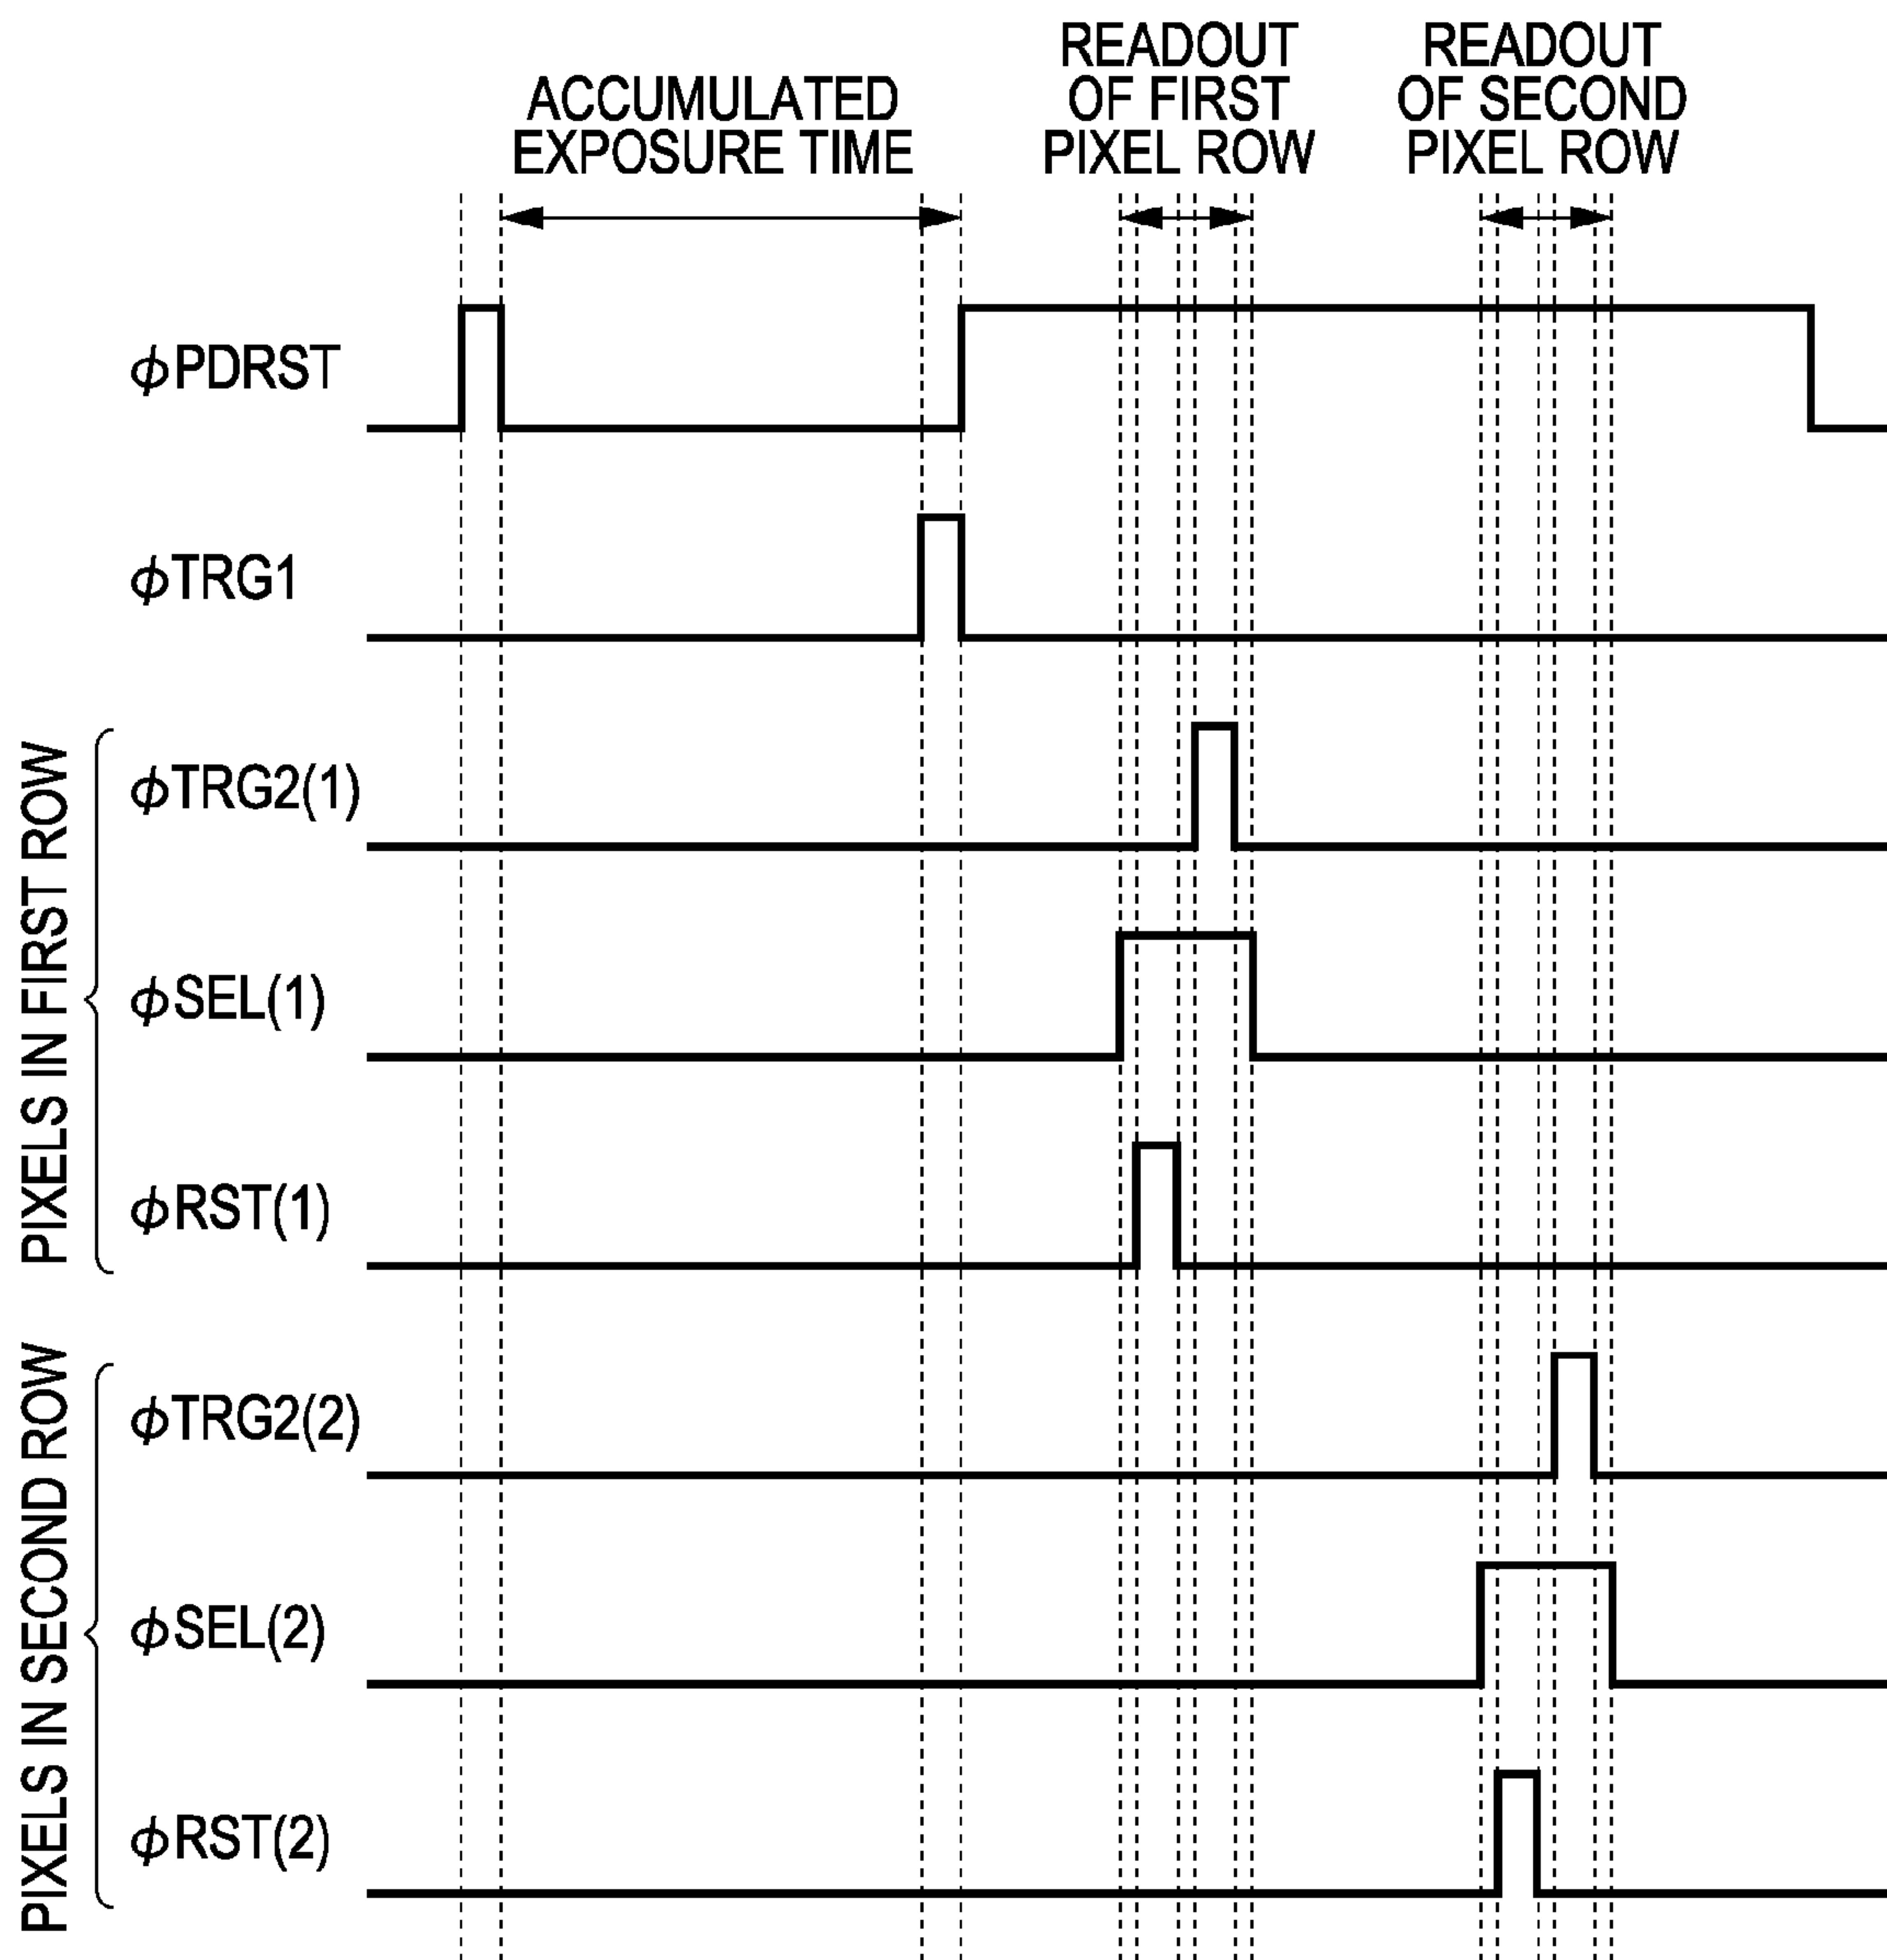 ACCUMULATED
EXPOSURE TIME
READOUT
OF FIRST
PIXEL ROW
READOUT
OF SECOND
PIXEL ROW
ϕPDRST
ϕTRG1
PIXELS IN FIRST ROW
ϕTRG2(1)
ϕSEL(1)
ϕRST(1)
PIXELS IN SECOND ROW
ϕTRG2(2)
ϕSEL(2)
ϕRST(2)